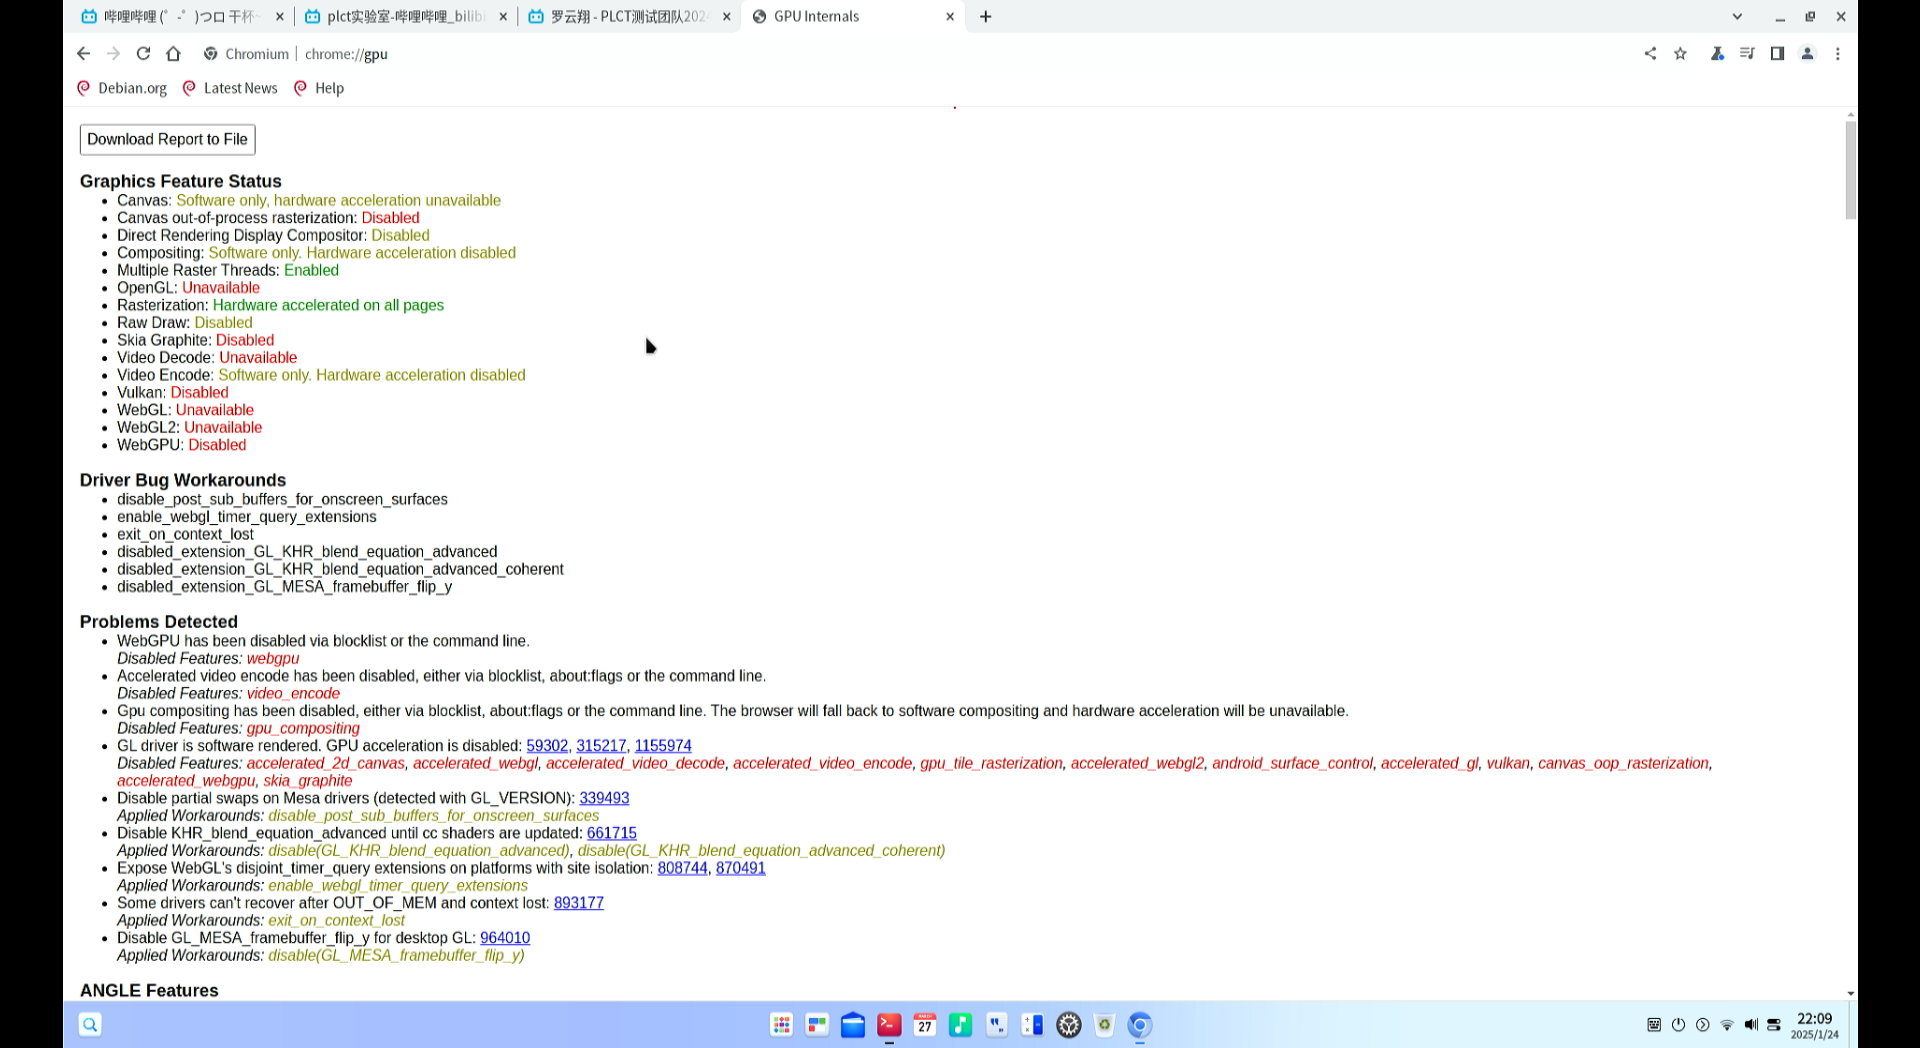 哔哩哔哩 (゜-゜)つロ 干杯~
plct实验室-哔哩哔哩_bilibi
罗云翔 - PLCT测试团队202
GPU Internals
Chromium | chrome://gpu
Debian.org Latest News Help
Download Report to File
Graphics Feature Status
Canvas: Software only, hardware acceleration unavailable
Canvas out-of-process rasterization: Disabled
Direct Rendering Display Compositor: Disabled
Compositing: Software only. Hardware acceleration disabled
Multiple Raster Threads: Enabled
OpenGL: Unavailable
Rasterization: Hardware accelerated on all pages
Raw Draw: Disabled
Skia Graphite: Disabled
Video Decode: Unavailable
Video Encode: Software only. Hardware acceleration disabled
Vulkan: Disabled
WebGL: Unavailable
WebGL2: Unavailable
WebGPU: Disabled
Driver Bug Workarounds
disable_post_sub_buffers_for_onscreen_surfaces
enable_webgl_timer_query_extensions
exit_on_context_lost
disabled_extension_GL_KHR_blend_equation_advanced
disabled_extension_GL_KHR_blend_equation_advanced_coherent
disabled_extension_GL_MESA_framebuffer_flip_y
Problems Detected
WebGPU has been disabled via blocklist or the command line.
Disabled Features: webgpu
Accelerated video encode has been disabled, either via blocklist, about:flags or the command line.
Disabled Features: video_encode
Gpu compositing has been disabled, either via blocklist, about:flags or the command line. The browser will fall back to software compositing and hardware acceleration will be unavailable.
Disabled Features: gpu_compositing
GL driver is software rendered. GPU acceleration is disabled: 59302, 315217, 1155974
Disabled Features: accelerated_2d_canvas, accelerated_webgl, accelerated_video_decode, accelerated_video_encode, gpu_tile_rasterization, accelerated_webgl2, android_surface_control, accelerated_gl, vulkan, canvas_oop_rasterization,
accelerated_webgpu, skia_graphite
Disable partial swaps on Mesa drivers (detected with GL_VERSION): 339493
Applied Workarounds: disable_post_sub_buffers_for_onscreen_surfaces
Disable KHR_blend_equation_advanced until cc shaders are updated: 661715
Applied Workarounds: disable(GL_KHR_blend_equation_advanced), disable(GL_KHR_blend_equation_advanced_coherent)
Expose WebGL's disjoint_timer_query extensions on platforms with site isolation: 808744, 870491
Applied Workarounds: enable_webgl_timer_query_extensions
Some drivers can't recover after OUT_OF_MEM and context lost: 893177
Applied Workarounds: exit_on_context_lost
Disable GL_MESA_framebuffer_flip_y for desktop GL: 964010
Applied Workarounds: disable(GL_MESA_framebuffer_flip_y)
ANGLE Features
27
22:09
2025/1/24